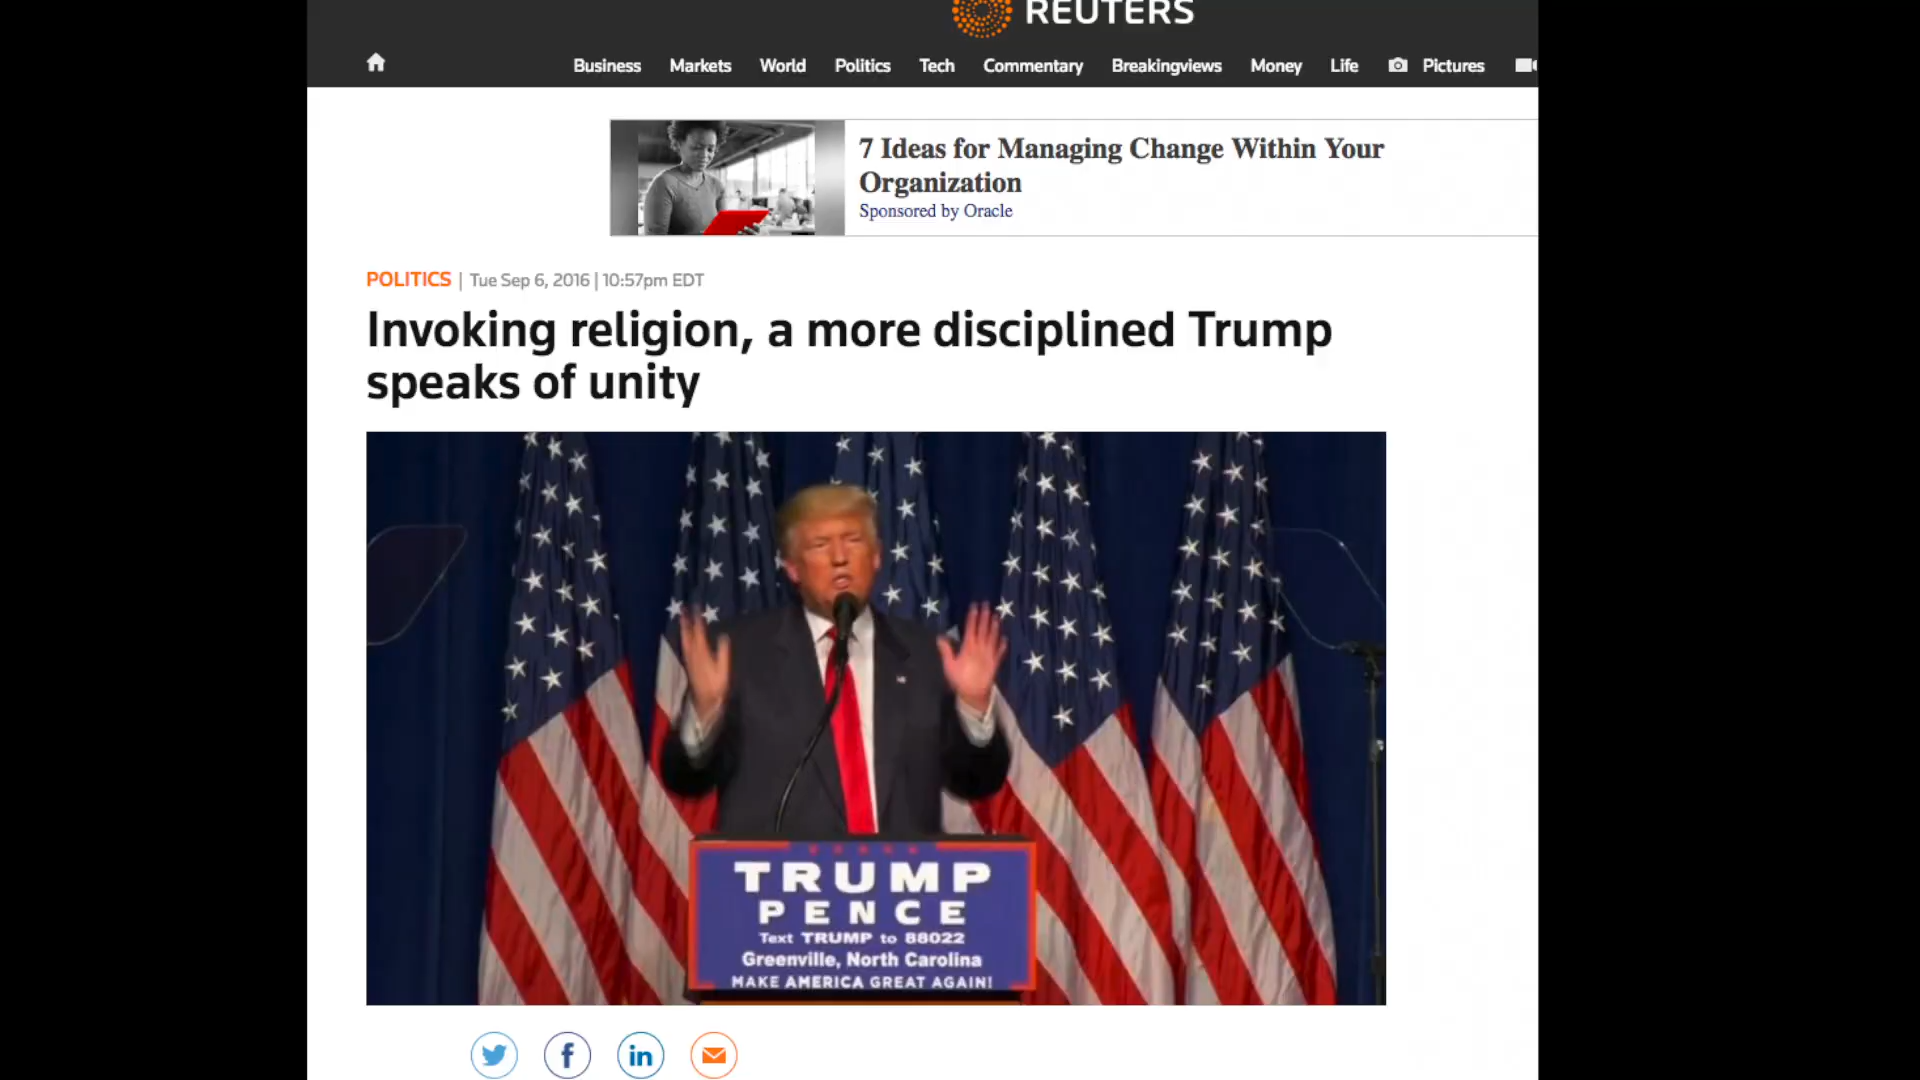 REUTERS
Business Markets World Politics Tech Commentary Breakingviews Money Life Pictures
7 Ideas for Managing Change Within Your
Organization
Sponsored by Oracle
POLITICS | Tue Sep 6, 2016 | 10:57pm EDT
Invoking religion, a more disciplined Trump
speaks of unity
TRUMP
PENCE
Text TRUMP to 88022
Greenville, North Carolina
MAKE AMERICA GREAT AGAIN!